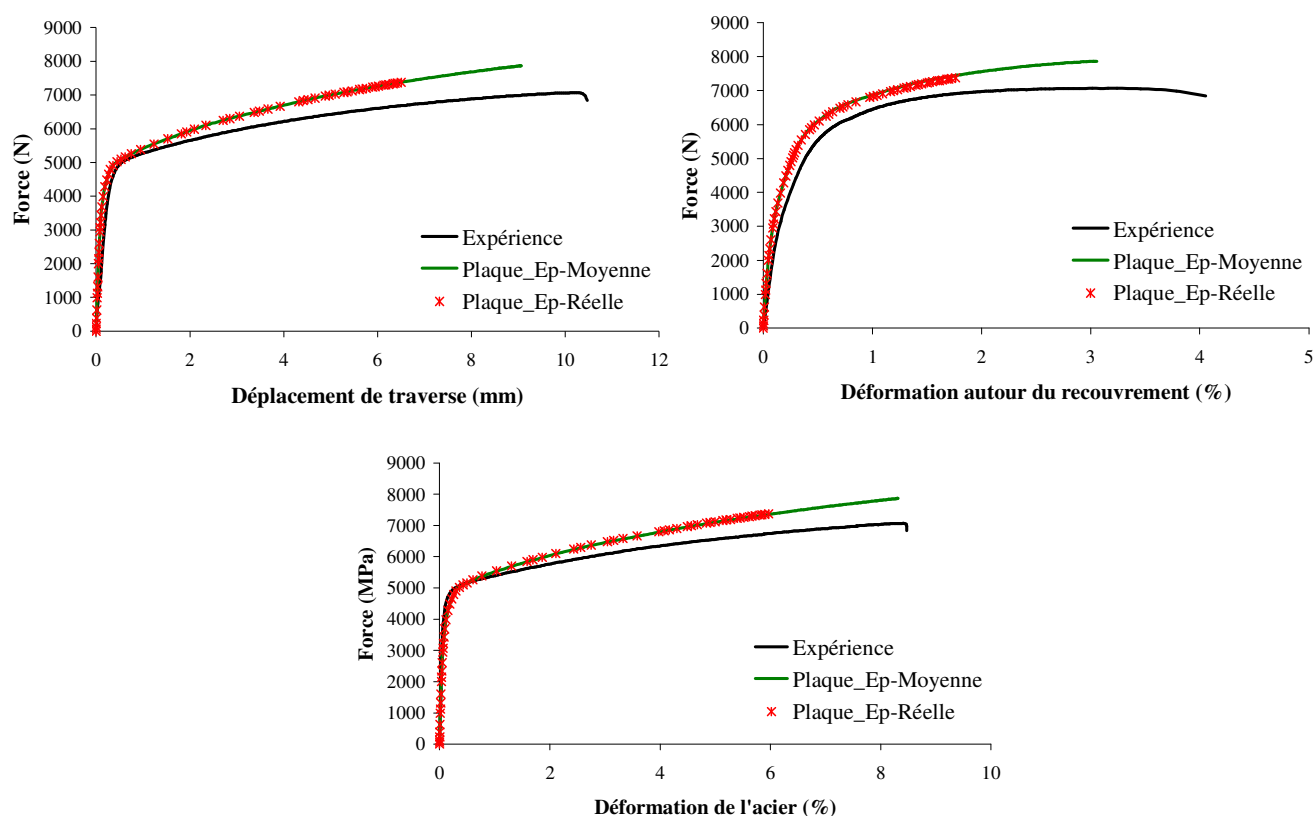 9000
8000
7000
6000
5000
4000
3000
2000
1000
0
Force (N)
Expérience
Plaque_Ep-Moyenne
Plaque_Ep-Réelle
0 2 4 6 8 10 12
Déplacement de traverse (mm)
9000
8000
7000
6000
5000
4000
3000
2000
1000
0
Force (N)
Expérience
Plaque_Ep-Moyenne
Plaque_Ep-Réelle
0 1 2 3 4 5
Déformation autour du recouvrement (%)
9000
8000
7000
6000
5000
4000
3000
2000
1000
0
Force (MPa)
Expérience
Plaque_Ep-Moyenne
Plaque_Ep-Réelle
0 2 4 6 8 10
Déformation de l'acier (%)